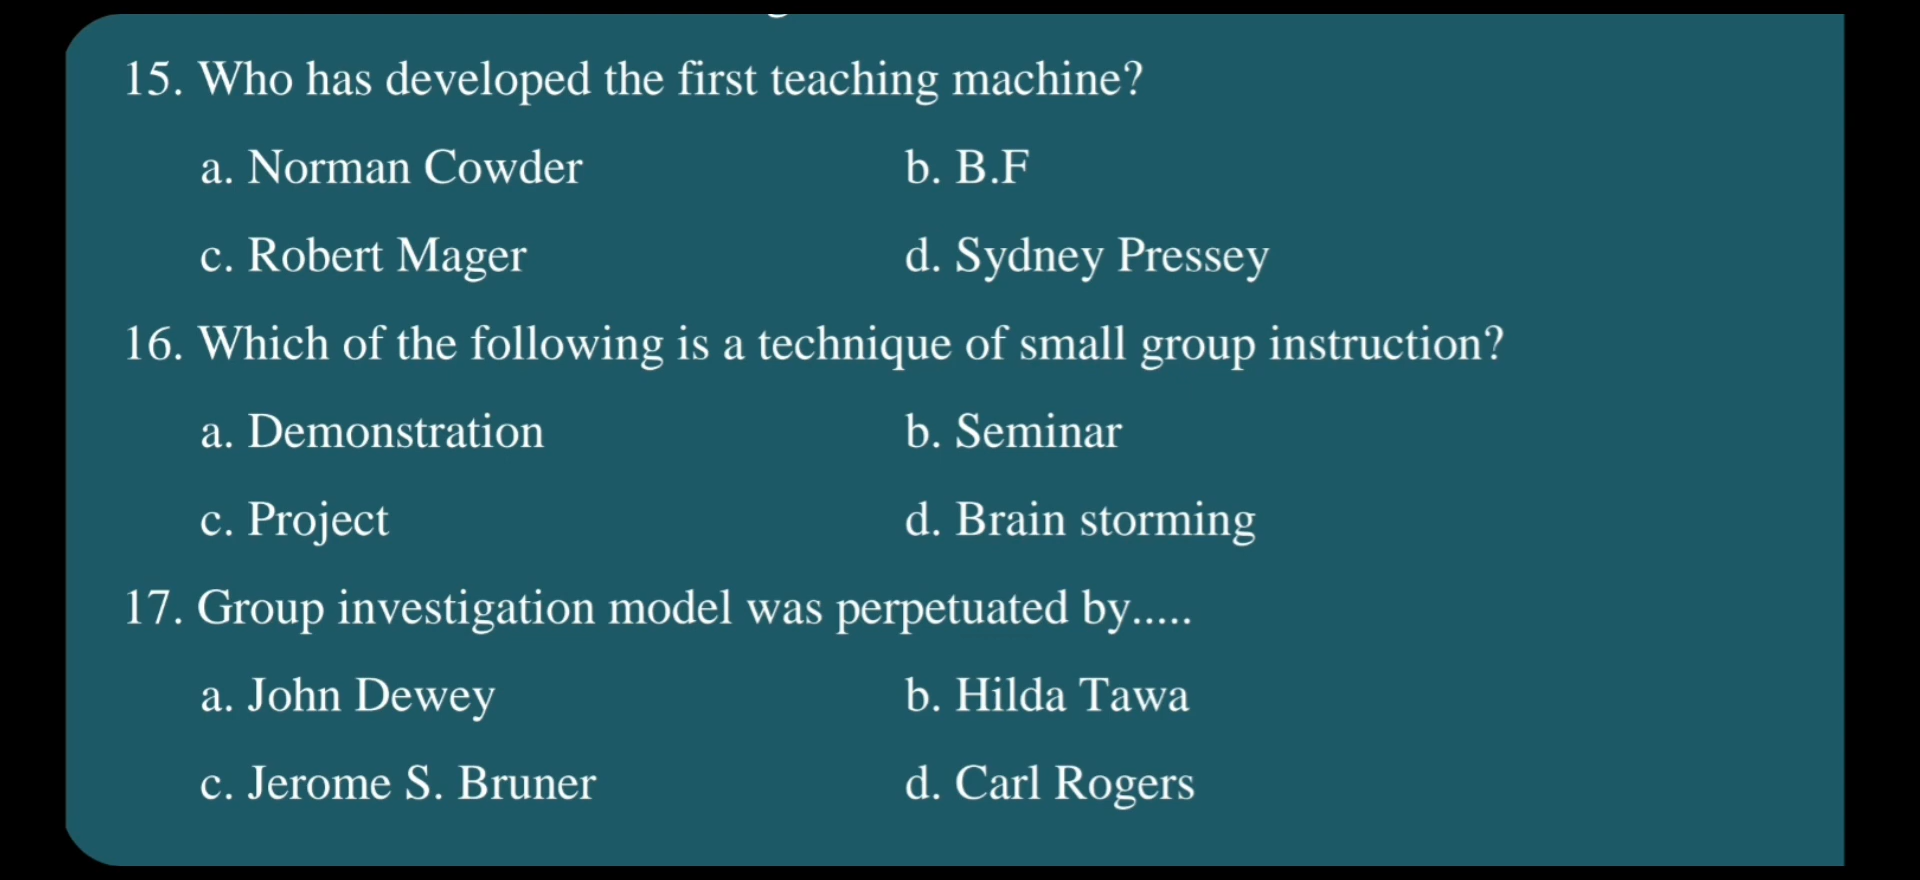 15. Who has developed the first teaching machine?
a. Norman Cowder b. B.F
c. Robert Mager d. Sydney Pressey
16. Which of the following is a technique of small group instruction?
a. Demonstration b. Seminar
c. Project d. Brain storming
17. Group investigation model was perpetuated by.....
a. John Dewey b. Hilda Tawa
c. Jerome S. Bruner d. Carl Rogers